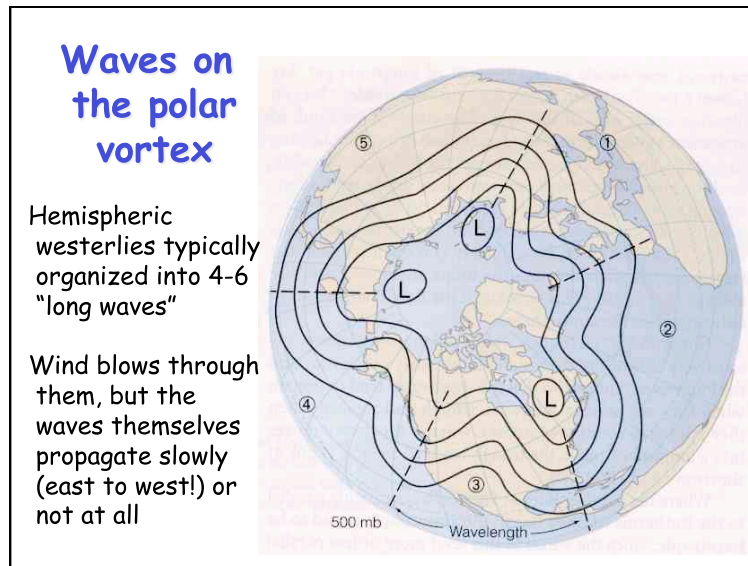 Waves on
the polar
vortex
Hemispheric
westerlies typically
organized into 4-6
“long waves”
Wind blows through
them, but the
waves themselves
propagate slowly
(east to west!) or
not at all
⑤
①
L
L
②
④
L
③
500 mb
Wavelength